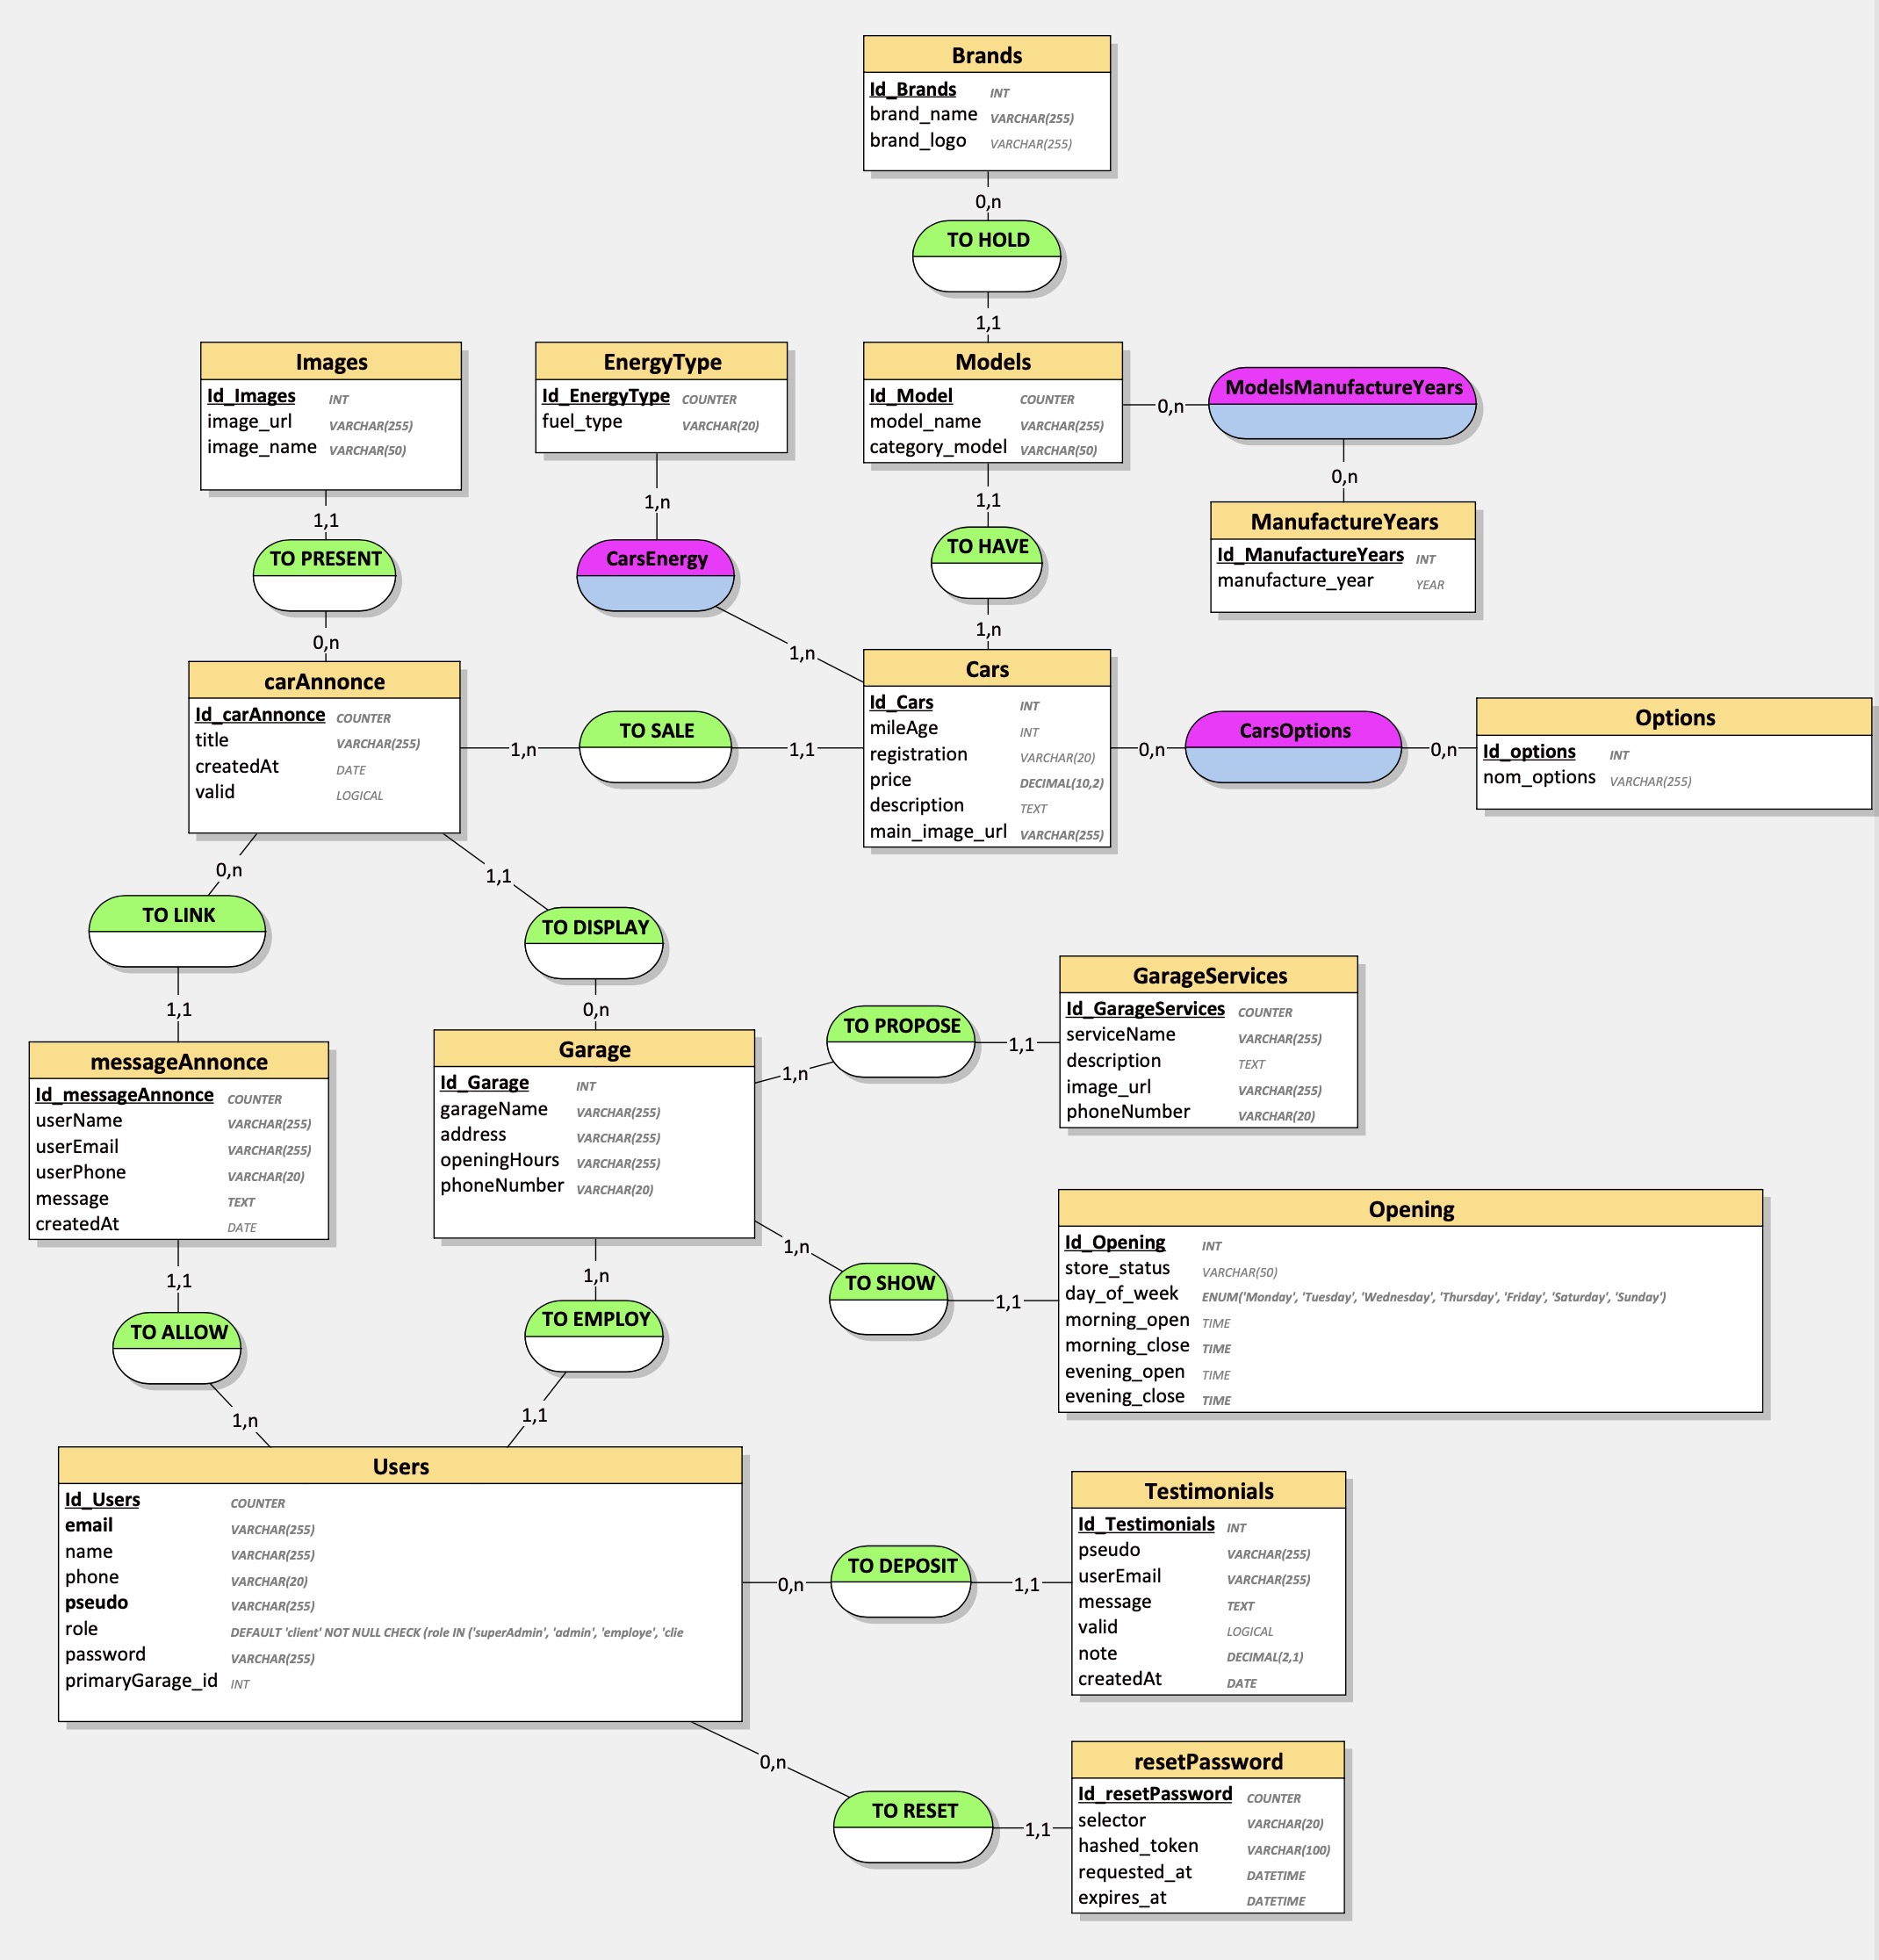 Brands
Id_Brands INT
brand_name VARCHAR(255)
brand_logo VARCHAR(255)
0,n
TO HOLD
1,1
Images
Id_Images INT
image_url VARCHAR(255)
image_name VARCHAR(50)
EnergyType
Id_EnergyType COUNTER
fuel_type VARCHAR(20)
Models
Id_Model COUNTER
model_name VARCHAR(255)
category_model VARCHAR(50)
0,n
ModelsManufactureYears
0,n
ManufactureYears
Id_ManufactureYears INT
manufacture_year YEAR
1,1
TO PRESENT
0,n
1,n
CarsEnergy
1,n
1,1
TO HAVE
1,n
carAnnonce
Id_carAnnonce COUNTER
title VARCHAR(255)
createdAt DATE
valid LOGICAL
1,n
TO SALE
1,1
Cars
Id_Cars INT
mileAge INT
registration VARCHAR(20)
price DECIMAL(10,2)
description TEXT
main_image_url VARCHAR(255)
0,n
CarsOptions
0,n
Options
Id_options INT
nom_options VARCHAR(255)
0,n
TO LINK
1,1
1,1
TO DISPLAY
0,n
messageAnnonce
Id_messageAnnonce COUNTER
userName VARCHAR(255)
userEmail VARCHAR(255)
userPhone VARCHAR(20)
message TEXT
createdAt DATE
Garage
Id_Garage INT
garageName VARCHAR(255)
address VARCHAR(255)
openingHours VARCHAR(255)
phoneNumber VARCHAR(20)
1,n
TO PROPOSE
1,1
GarageServices
Id_GarageServices COUNTER
serviceName VARCHAR(255)
description TEXT
image_url VARCHAR(255)
phoneNumber VARCHAR(20)
1,n
TO SHOW
1,1
Opening
Id_Opening INT
store_status VARCHAR(50)
day_of_week ENUM('Monday', 'Tuesday', 'Wednesday', 'Thursday', 'Friday', 'Saturday', 'Sunday')
morning_open TIME
morning_close TIME
evening_open TIME
evening_close TIME
1,1
TO ALLOW
1,n
1,n
TO EMPLOY
1,1
Users
Id_Users COUNTER
email VARCHAR(255)
name VARCHAR(255)
phone VARCHAR(20)
pseudo VARCHAR(255)
role DEFAULT 'client' NOT NULL CHECK (role IN ('superAdmin', 'admin', 'employe', 'clie
password VARCHAR(255)
primaryGarage_id INT
0,n
TO DEPOSIT
1,1
Testimonials
Id_Testimonials INT
pseudo VARCHAR(255)
userEmail VARCHAR(255)
message TEXT
valid LOGICAL
note DECIMAL(2,1)
createdAt DATE
0,n
TO RESET
1,1
resetPassword
Id_resetPassword COUNTER
selector VARCHAR(20)
hashed_token VARCHAR(100)
requested_at DATETIME
expires_at DATETIME